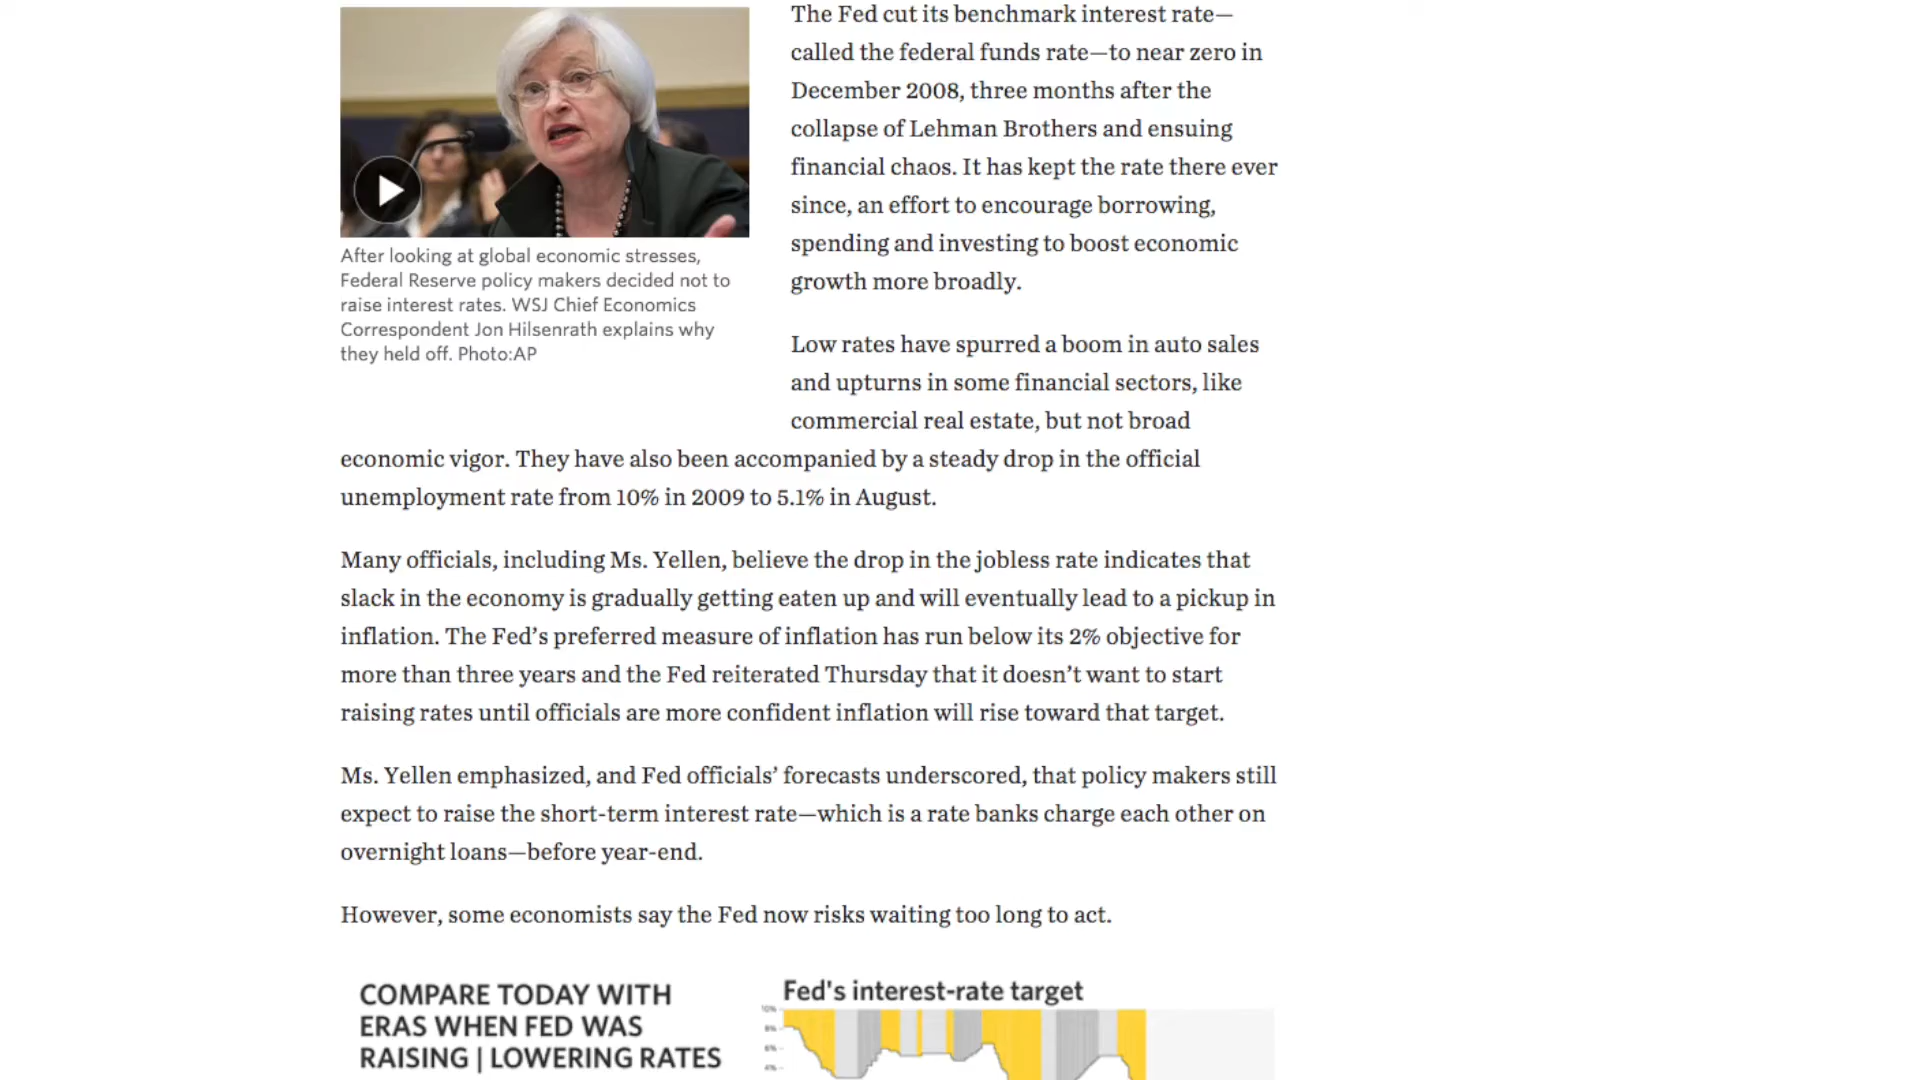 The Fed cut its benchmark interest rate—
called the federal funds rate—to near zero in
December 2008, three months after the
collapse of Lehman Brothers and ensuing
financial chaos. It has kept the rate there ever
since, an effort to encourage borrowing,
spending and investing to boost economic
growth more broadly.
After looking at global economic stresses,
Federal Reserve policy makers decided not to
raise interest rates. WSJ Chief Economics
Correspondent Jon Hilsenrath explains why
they held off. Photo:AP
Low rates have spurred a boom in auto sales
and upturns in some financial sectors, like
commercial real estate, but not broad
economic vigor. They have also been accompanied by a steady drop in the official
unemployment rate from 10% in 2009 to 5.1% in August.
Many officials, including Ms. Yellen, believe the drop in the jobless rate indicates that
slack in the economy is gradually getting eaten up and will eventually lead to a pickup in
inflation. The Fed’s preferred measure of inflation has run below its 2% objective for
more than three years and the Fed reiterated Thursday that it doesn’t want to start
raising rates until officials are more confident inflation will rise toward that target.
Ms. Yellen emphasized, and Fed officials’ forecasts underscored, that policy makers still
expect to raise the short-term interest rate—which is a rate banks charge each other on
overnight loans—before year-end.
However, some economists say the Fed now risks waiting too long to act.
COMPARE TODAY WITH
ERAS WHEN FED WAS
RAISING | LOWERING RATES
Fed's interest-rate target
10%
8%
6%
4%